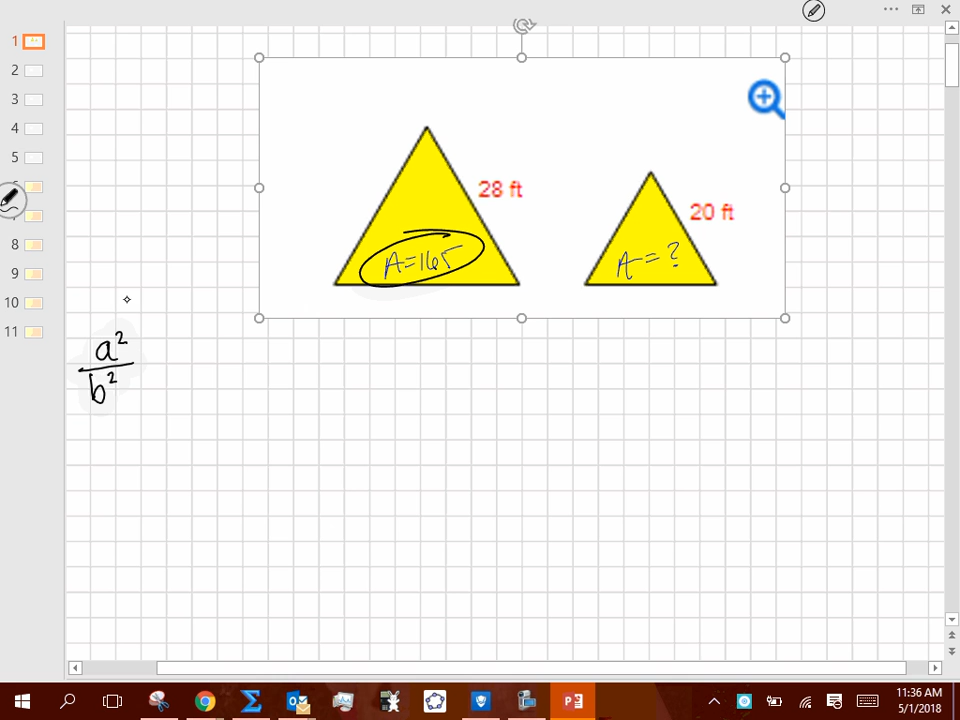 1
2
3
4
5
8
9
10
11
28 ft
20 ft
A=165
A=?
a²
b²
11:36 AM
5/1/2018